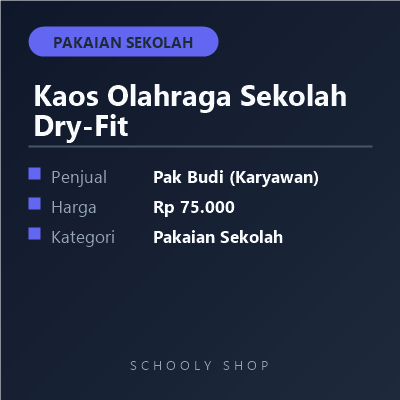 PAKAIAN SEKOLAH
Kaos Olahraga Sekolah
Dry-Fit
Penjual Pak Budi (Karyawan)
Harga Rp 75.000
Kategori Pakaian Sekolah
SCHOOLY SHOP